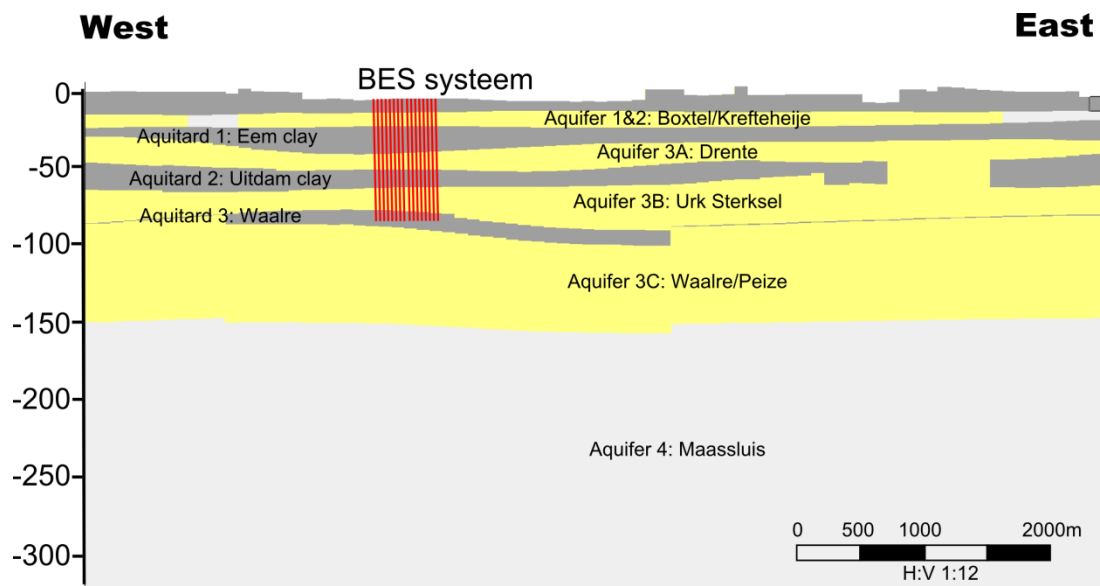 West
East
BES systeem
0
Aquifer 1&2: Boxtel/Krefteheije
Aquitard 1: Eem clay
Aquifer 3A: Drente
-50
Aquitard 2: Uitdam clay
Aquifer 3B: Urk Sterksel
Aquitard 3: Waalre
-100
Aquifer 3C: Waalre/Peize
-150
-200
Aquifer 4: Maassluis
-250
0 500 1000 2000m
-300
H:V 1:12